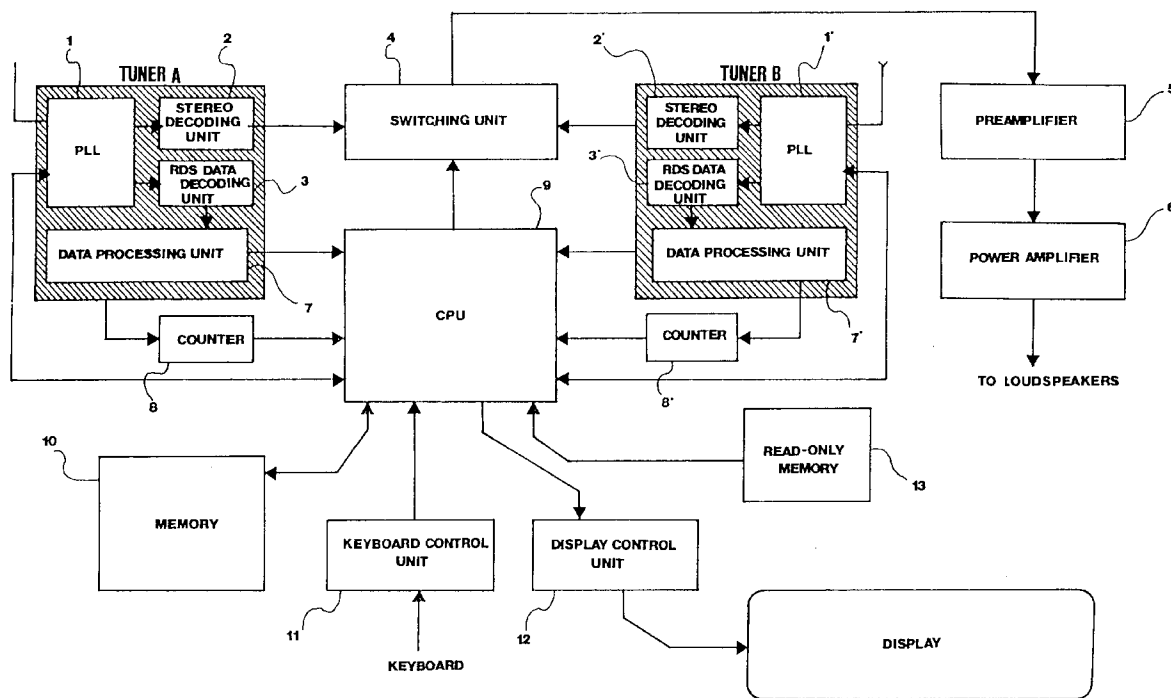 1
TUNER A
2
4
2'
TUNER B
1'
5
PLL
STEREO
DECODING
UNIT
RDS DATA
DECODING
UNIT
3
DATA PROCESSING UNIT
7
SWITCHING UNIT
STEREO
DECODING
UNIT
3'
RDS DATA
DECODING
UNIT
PLL
DATA PROCESSING UNIT
7'
PREAMPLIFIER
6
POWER AMPLIFIER
TO LOUDSPEAKERS
9
CPU
COUNTER
8
COUNTER
8'
10
MEMORY
READ-ONLY
MEMORY
13
KEYBOARD CONTROL
UNIT
11
KEYBOARD
DISPLAY CONTROL
UNIT
12
DISPLAY